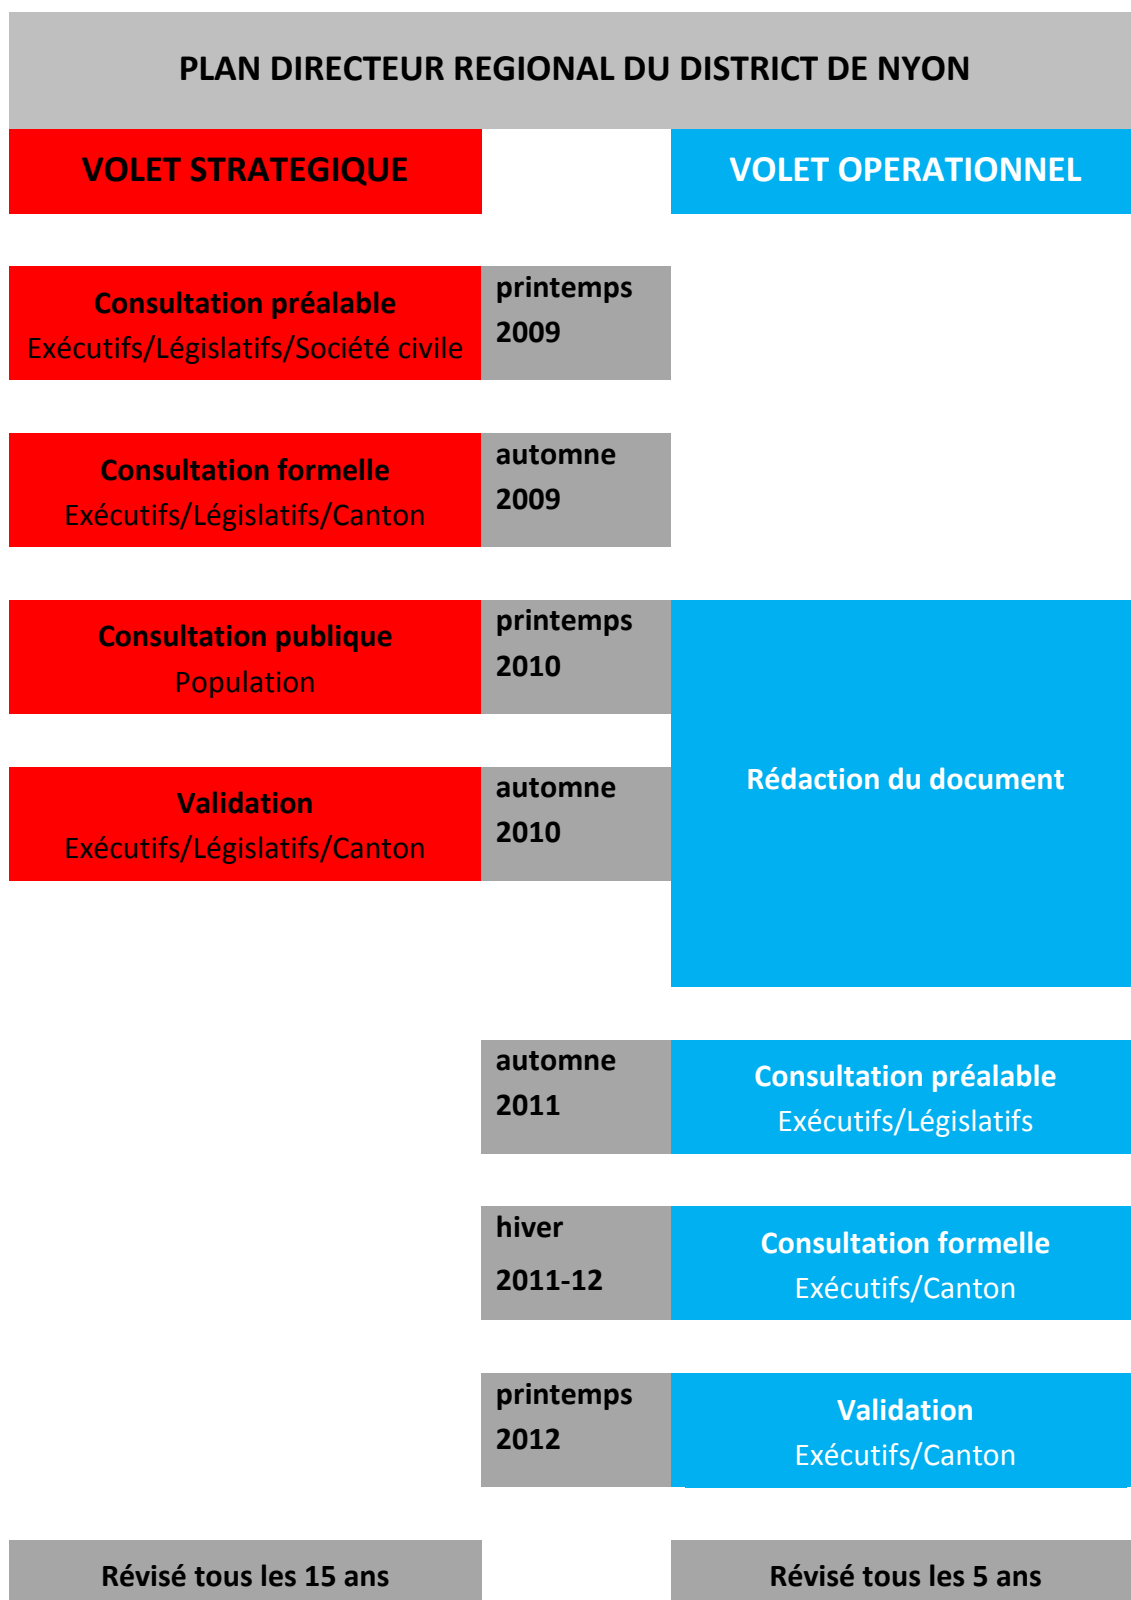 PLAN DIRECTEUR REGIONAL DU DISTRICT DE NYON
VOLET STRATEGIQUE
VOLET OPERATIONNEL
Consultation préalable
Exécutifs/Législatifs/Société civile
printemps
2009
Consultation formelle
Exécutifs/Législatifs/Canton
automne
2009
Consultation publique
Population
printemps
2010
Rédaction du document
Validation
Exécutifs/Législatifs/Canton
automne
2010
automne
2011
Consultation préalable
Exécutifs/Législatifs
hiver
2011-12
Consultation formelle
Exécutifs/Canton
printemps
2012
Validation
Exécutifs/Canton
Révisé tous les 15 ans
Révisé tous les 5 ans